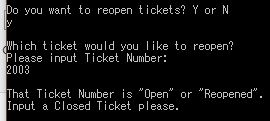 Do you want to reopen tickets? Y or N
y
Which ticket would you like to reopen?
Please input Ticket Number:
2003
That Ticket Number is "Open" or "Reopened".
Input a Closed Ticket please.